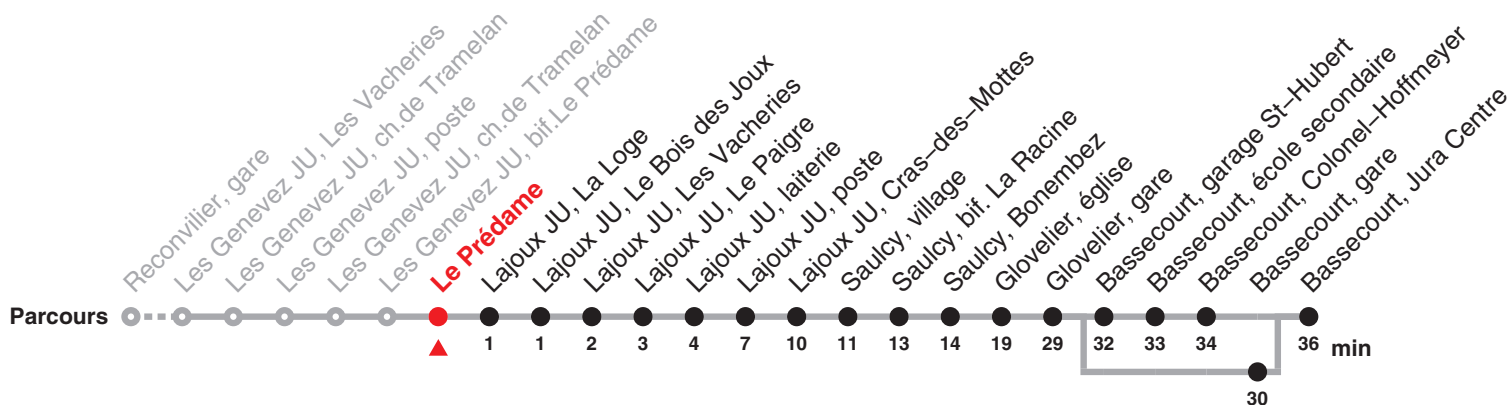 Reconvilier, gare
Les Genevez JU, Les Vacheries
Les Genevez JU, ch.de Tramelan
Les Genevez JU, poste
Les Genevez JU, ch.de Tramelan
Les Genevez JU, bif.Le Prédame
Le Prédame
Lajoux JU, La Loge
Lajoux JU, Le Bois des Joux
Lajoux JU, Les Vacheries
Lajoux JU, Le Paigre
Lajoux JU, laiterie
Lajoux JU, poste
Lajoux JU, Cras–des–Mottes
Saulcy, village
Saulcy, bif. La Racine
Saulcy, Bonembez
Glovelier, église
Glovelier, gare
Bassecourt, garage St–Hubert
Bassecourt, école secondaire
Bassecourt, Colonel–Hoffmeyer
Bassecourt, gare
Bassecourt, Jura Centre
Parcours
1 1 2 3 4 7 10 11 13 14 19 29 32 33 34 36 min
30